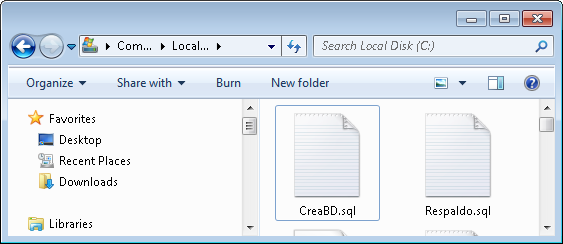 Com... Local... Search Local Disk (C:)
Organize Share with Burn New folder
Favorites
Desktop
Recent Places
Downloads
Libraries
CreaBD.sql Respaldo.sql